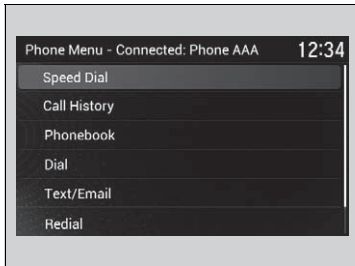 Phone Menu - Connected: Phone AAA 12:34
Speed Dial
Call History
Phonebook
Dial
Text/Email
Redial